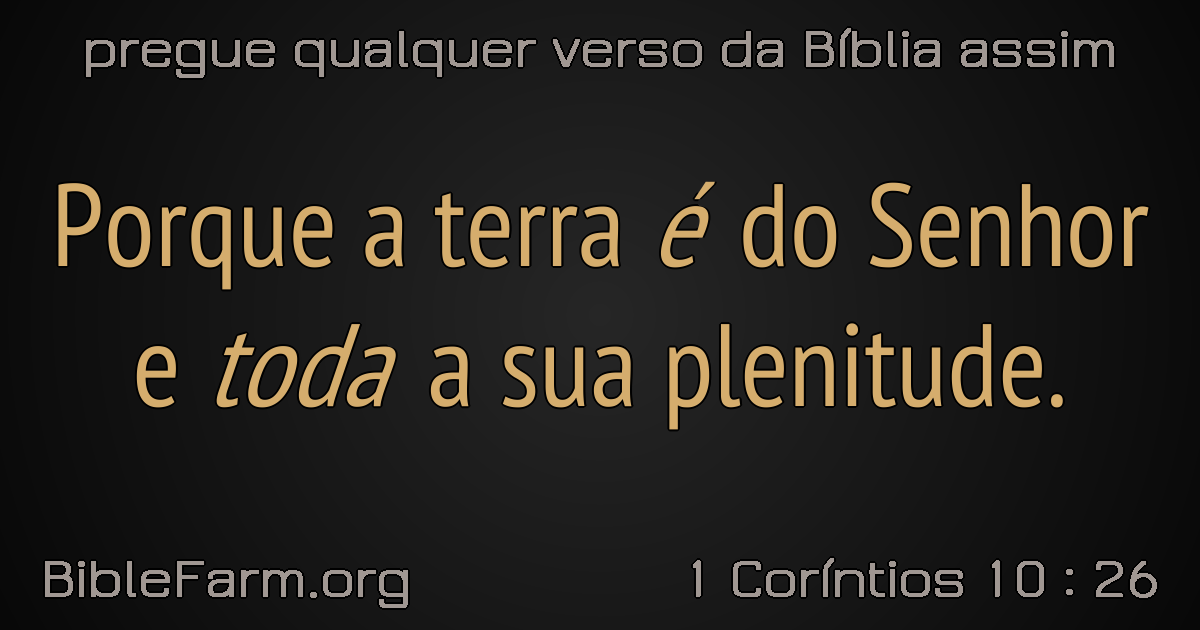 pregue qualquer verso da Bíblia assim
Porque a terra é do Senhor
e toda a sua plenitude.
BibleFarm.org
1 Coríntios 10 : 26